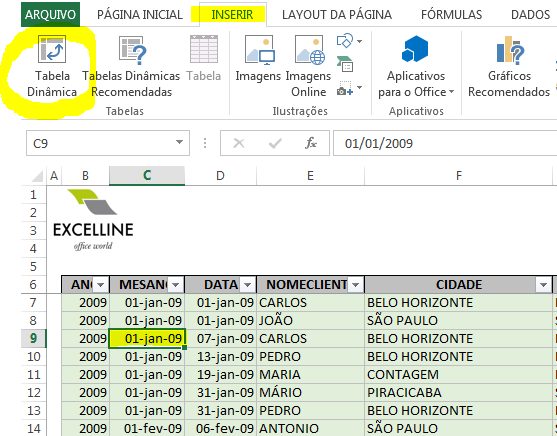 ARQUIVO PÁGINA INICIAL INSERIR LAYOUT DA PÁGINA FÓRMULAS DADOS
Tabela Dinâmica
Tabelas Dinâmicas Recomendadas
Tabela
Imagens
Imagens Online
Aplicativos para o Office
Gráficos Recomendados
Tabelas Ilustrações Aplicativos
C9 fx 01/01/2009
A B C D E F
1
2
3
EXCELLINE
office world
4
5
6 MESAN DATA NOMECLIENT CIDADE
7 2009 01-jan-09 01-jan-09 CARLOS BELO HORIZONTE
8 2009 01-jan-09 01-jan-09 JOÃO SÃO PAULO
9 2009 01-jan-09 07-jan-09 CARLOS BELO HORIZONTE
10 2009 01-jan-09 13-jan-09 PEDRO BELO HORIZONTE
11 2009 01-jan-09 19-jan-09 MARIA CONTAGEM
12 2009 01-jan-09 31-jan-09 MÁRIO PIRACICABA
13 2009 01-jan-09 31-jan-09 PEDRO BELO HORIZONTE
14 2009 01-fev-09 06-fev-09 ANTONIO SÃO PAULO